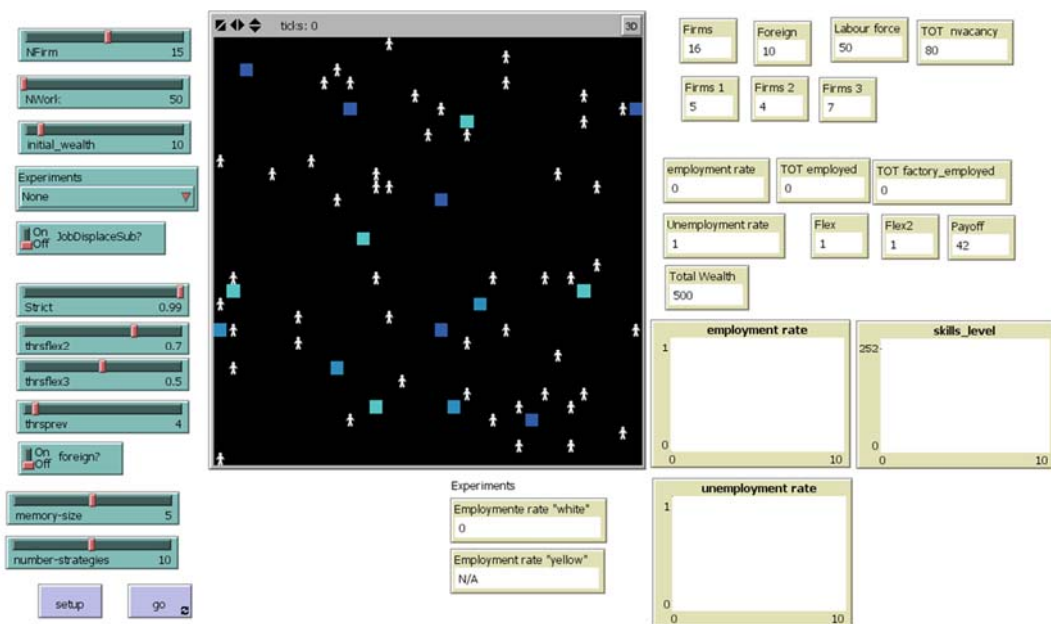 NFirm 15
NWork 50
initial_wealth 10
Experiments
None
On
Off JobDisplaceSub?
Strict 0.99
thrsflex2 0.7
thrsflex3 0.5
thrsprev 4
On
Off foreign?
memory-size 5
number-strategies 10
setup
go
ticks: 0
3D
Firms
16
Foreign
10
Labour force
50
TOT nvacancy
80
Firms 1
5
Firms 2
4
Firms 3
7
employment rate
0
TOT employed
0
TOT factory_employed
0
Unemployment rate
1
Flex
1
Flex2
1
Payoff
42
Total Wealth
500
employment rate
1
0
0 10
skills_level
252
0
0 10
Experiments
Employmente rate "white"
0
Employment rate "yellow"
N/A
unemployment rate
1
0
0 10